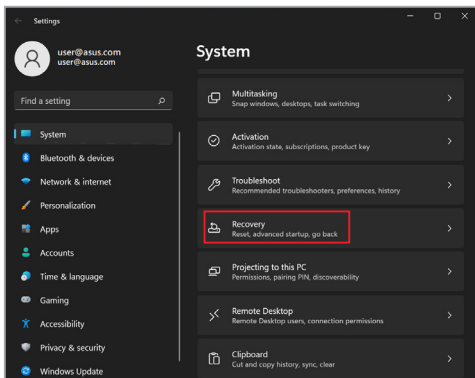 Settings
user@asus.com
user@asus.com
Find a setting
System
Bluetooth & devices
Network & internet
Personalization
Apps
Accounts
Time & language
Gaming
Accessibility
Privacy & security
Windows Update
System
Multitasking
Snap windows, desktops, task switching
Activation
Activation state, subscriptions, product key
Troubleshoot
Recommended troubleshooters, preferences, history
Recovery
Reset, advanced startup, go back
Projecting to this PC
Permissions, pairing PIN, discoverability
Remote Desktop
Remote Desktop users, connection permissions
Clipboard
Cut and copy history, sync, clear